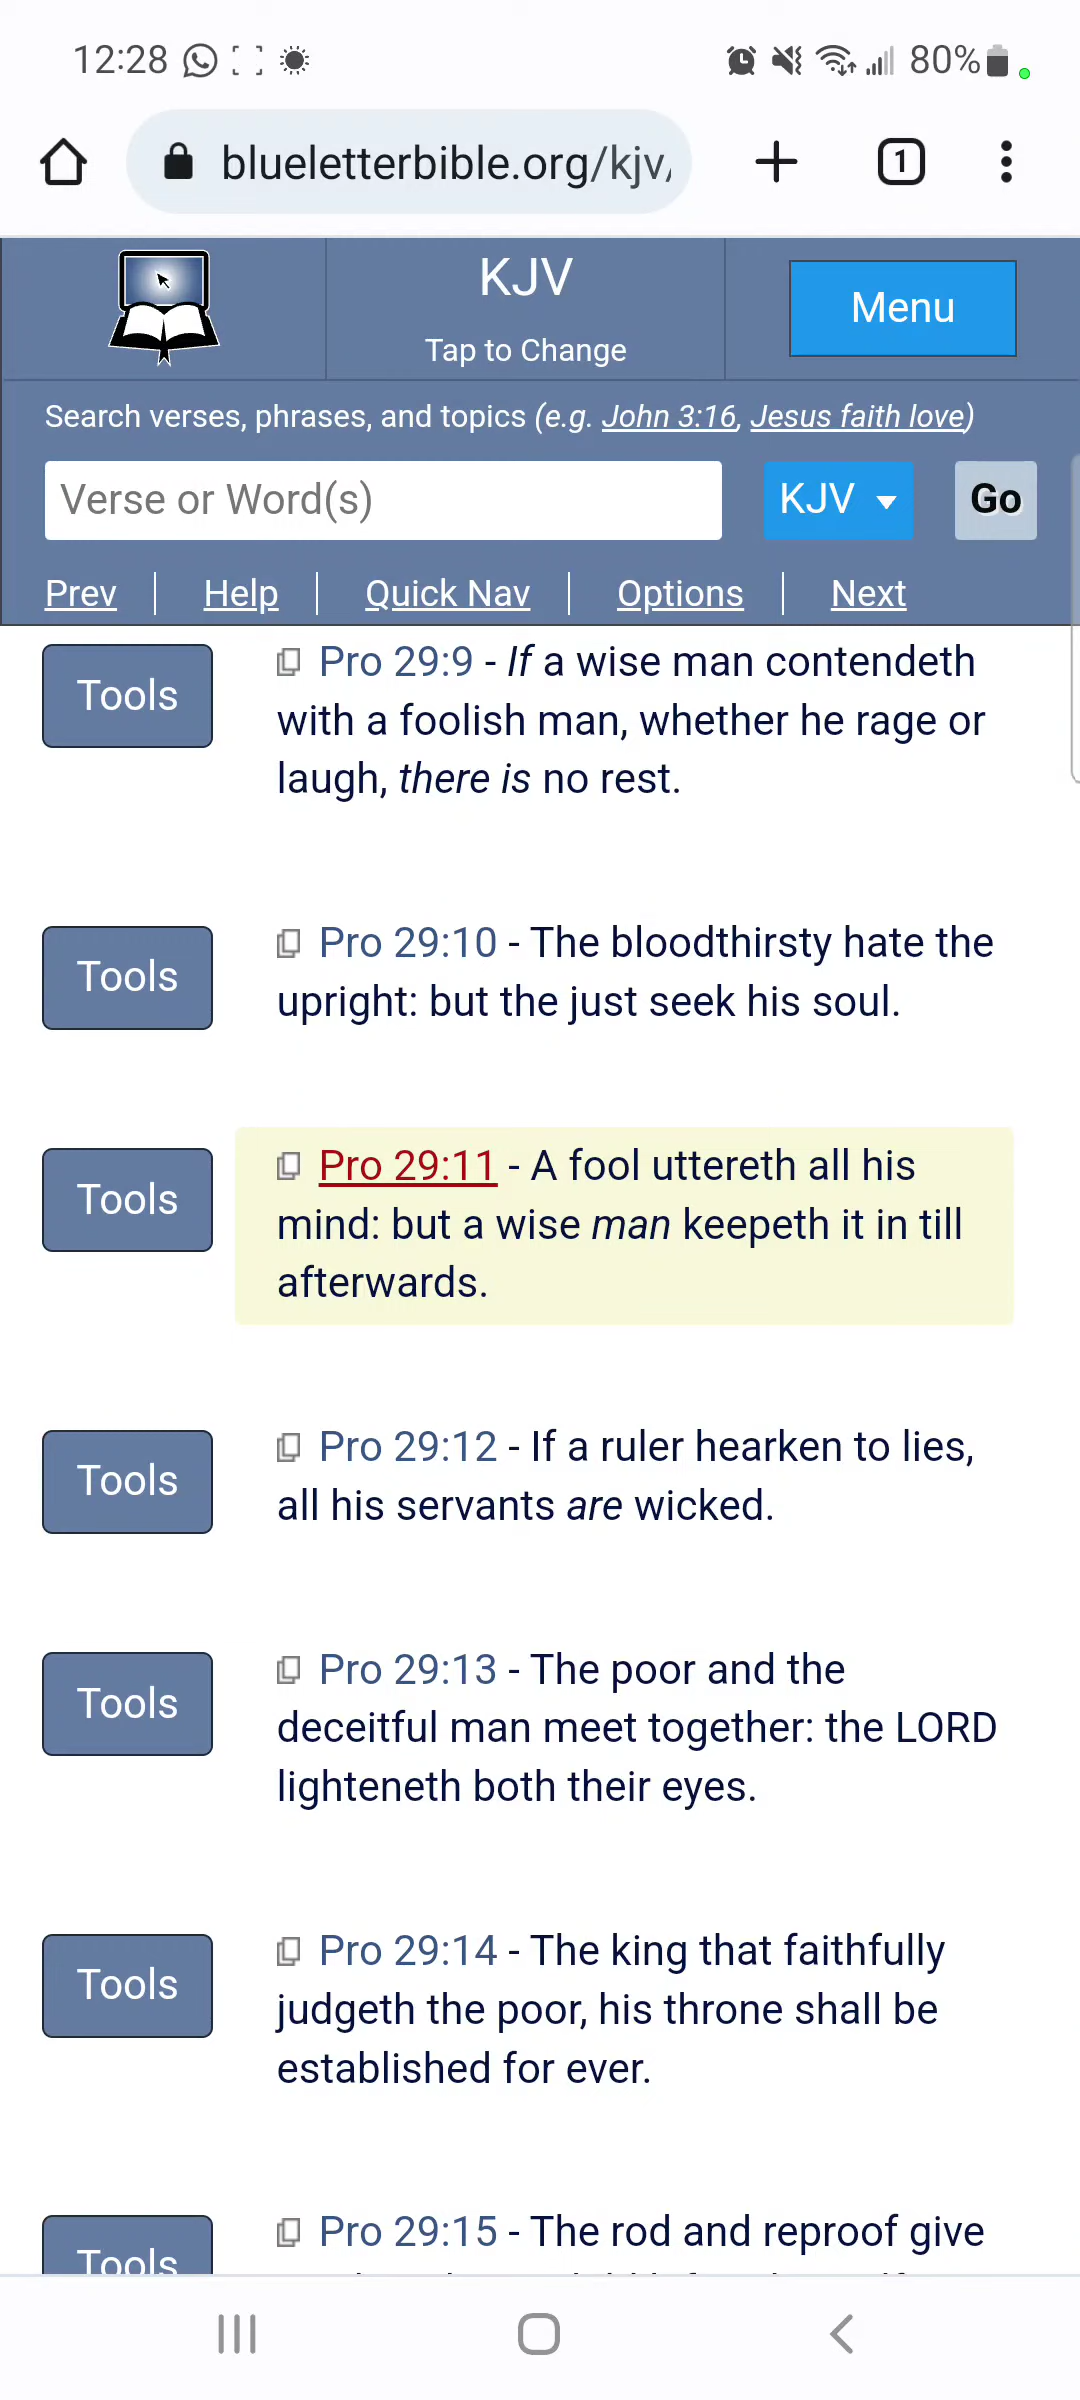 12:28 80%
blueletterbible.org/kjv/ 1
KJV
Tap to Change
Menu
Search verses, phrases, and topics (e.g. John 3:16, Jesus faith love)
Verse or Word(s) KJV Go
Prev Help Quick Nav Options Next
Tools
Pro 29:9 - If a wise man contendeth
with a foolish man, whether he rage or
laugh, there is no rest.
Tools
Pro 29:10 - The bloodthirsty hate the
upright: but the just seek his soul.
Tools
Pro 29:11 - A fool uttereth all his
mind: but a wise man keepeth it in till
afterwards.
Tools
Pro 29:12 - If a ruler hearken to lies,
all his servants are wicked.
Tools
Pro 29:13 - The poor and the
deceitful man meet together: the LORD
lighteneth both their eyes.
Tools
Pro 29:14 - The king that faithfully
judgeth the poor, his throne shall be
established for ever.
Tools
Pro 29:15 - The rod and reproof give